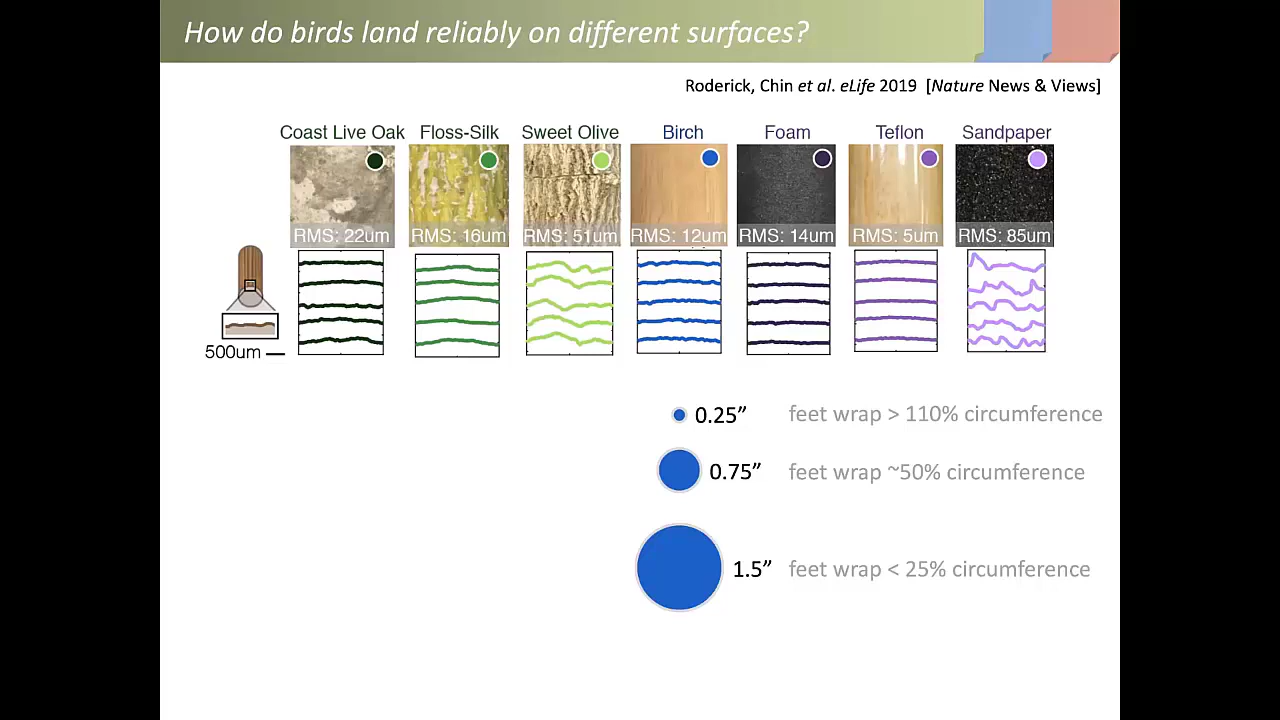 How do birds land reliably on different surfaces?
Roderick, Chin et al. eLife 2019 [Nature News & Views]
Coast Live Oak Floss-Silk Sweet Olive Birch Foam Teflon Sandpaper
RMS: 22um RMS: 16um RMS: 51um RMS: 12um RMS: 14um RMS: 5um RMS: 85um
500um
0.25” feet wrap > 110% circumference
0.75” feet wrap ~50% circumference
1.5” feet wrap < 25% circumference